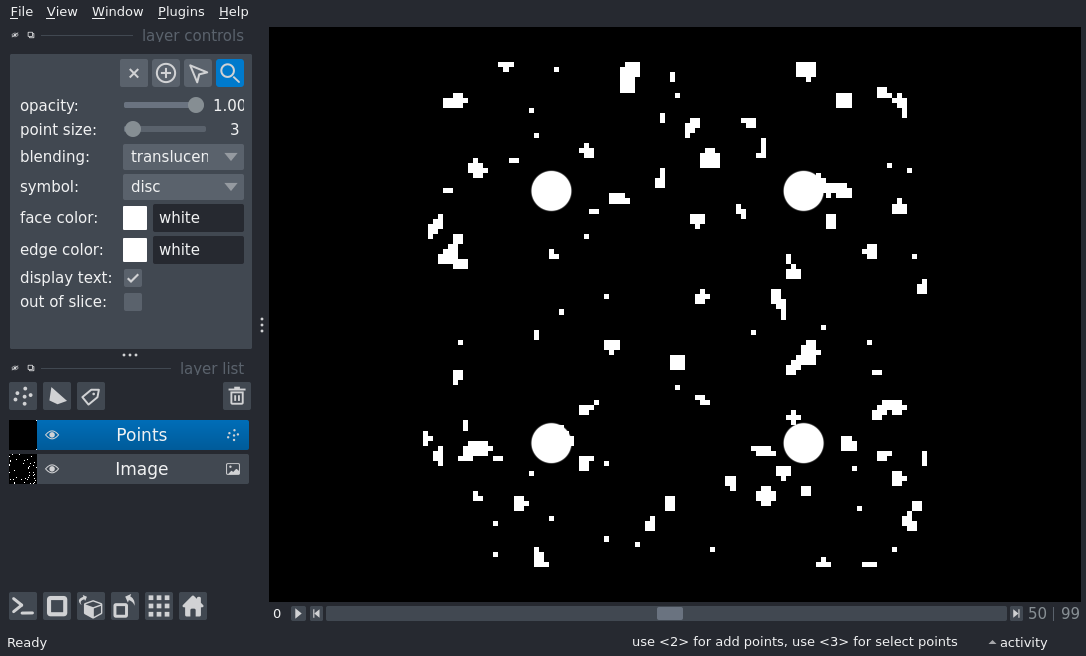 File View Window Plugins Help
layer controls
opacity: 1.00
point size: 3
blending: translucen
symbol: disc
face color: white
edge color: white
display text:
out of slice:
layer list
Points
Image
0 50 | 99
Ready use <2> for add points, use <3> for select points activity